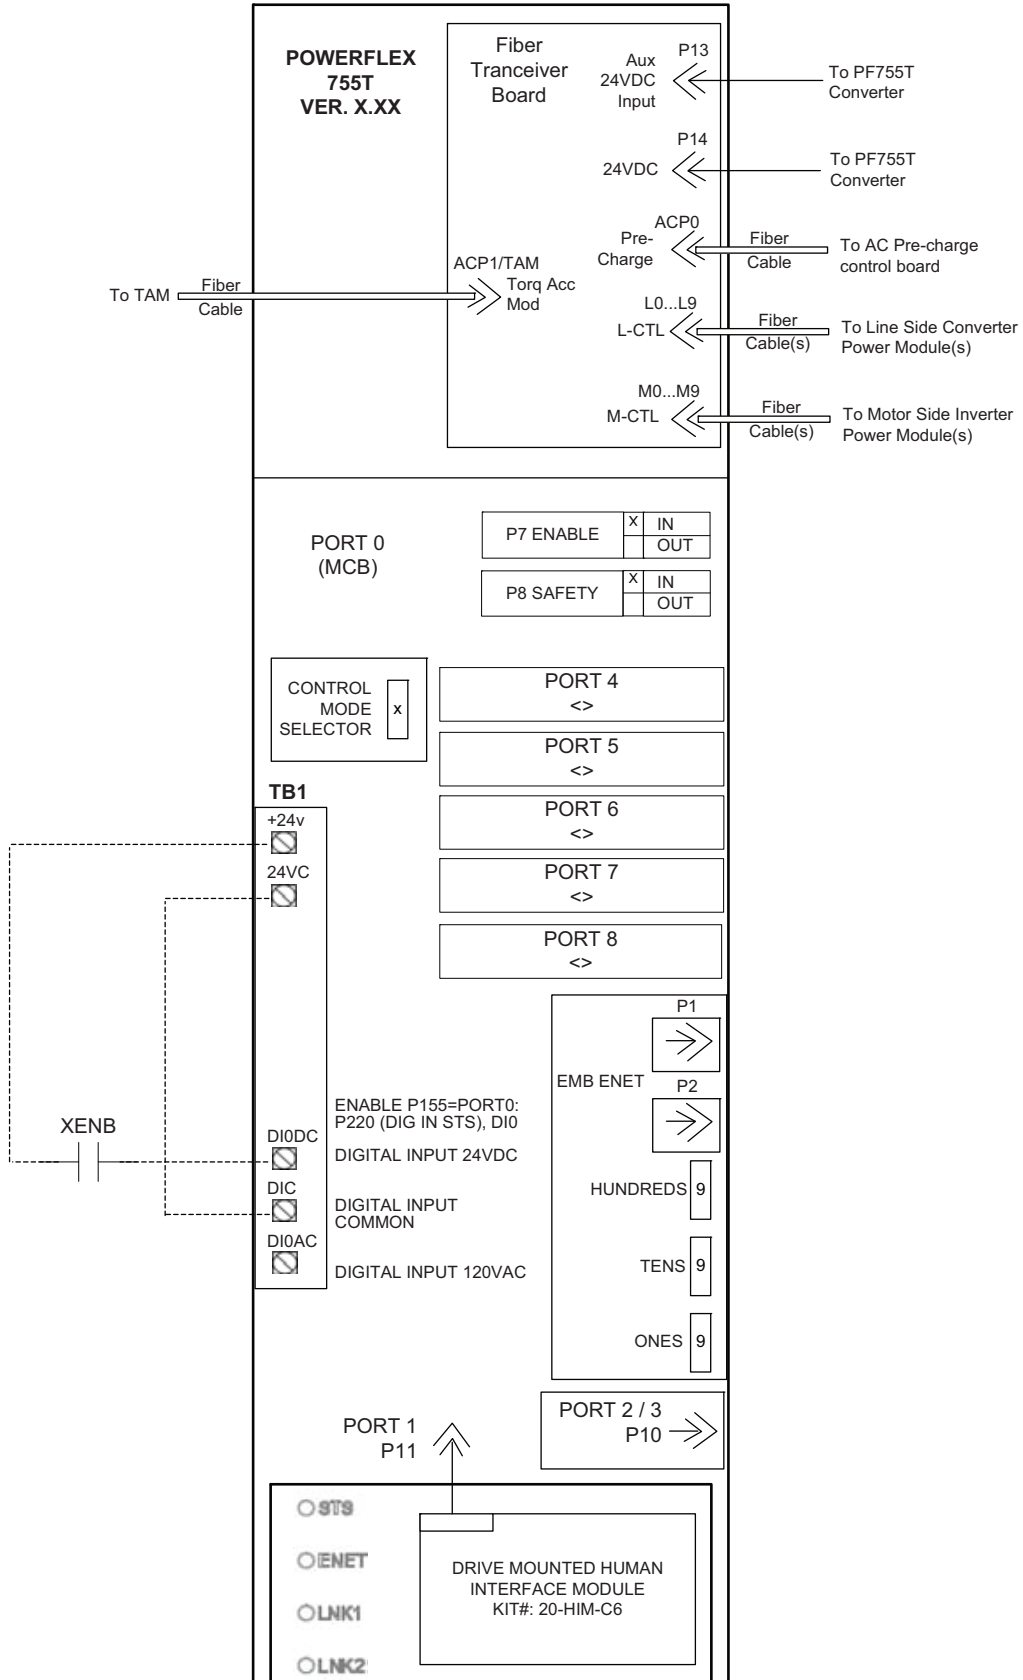 POWERFLEX
755T
VER. X.XX
Fiber
Tranceiver
Board
P13
Aux
24VDC
Input
To PF755T
Converter
P14
24VDC
To PF755T
Converter
ACP0
Pre-
Charge
Fiber
Cable
To AC Pre-charge
control board
ACP1/TAM
Torq Acc
Mod
To TAM
Fiber
Cable
L0...L9
L-CTL
Fiber
Cable(s)
To Line Side Converter
Power Module(s)
M0...M9
M-CTL
Fiber
Cable(s)
To Motor Side Inverter
Power Module(s)
PORT 0
(MCB)
P7 ENABLE
X IN
OUT
P8 SAFETY
X IN
OUT
CONTROL
MODE
SELECTOR
x
PORT 4
<>
PORT 5
<>
PORT 6
<>
PORT 7
<>
PORT 8
<>
TB1
+24v
24VC
XENB
ENABLE P155=PORT0:
P220 (DIG IN STS), DI0
DI0DC
DIGITAL INPUT 24VDC
DIC
DIGITAL INPUT
COMMON
DI0AC
DIGITAL INPUT 120VAC
P1
EMB ENET
P2
HUNDREDS 9
TENS 9
ONES 9
PORT 2 / 3
P10
PORT 1
P11
STS
ENET
LNK1
LNK2
DRIVE MOUNTED HUMAN
INTERFACE MODULE
KIT#: 20-HIM-C6